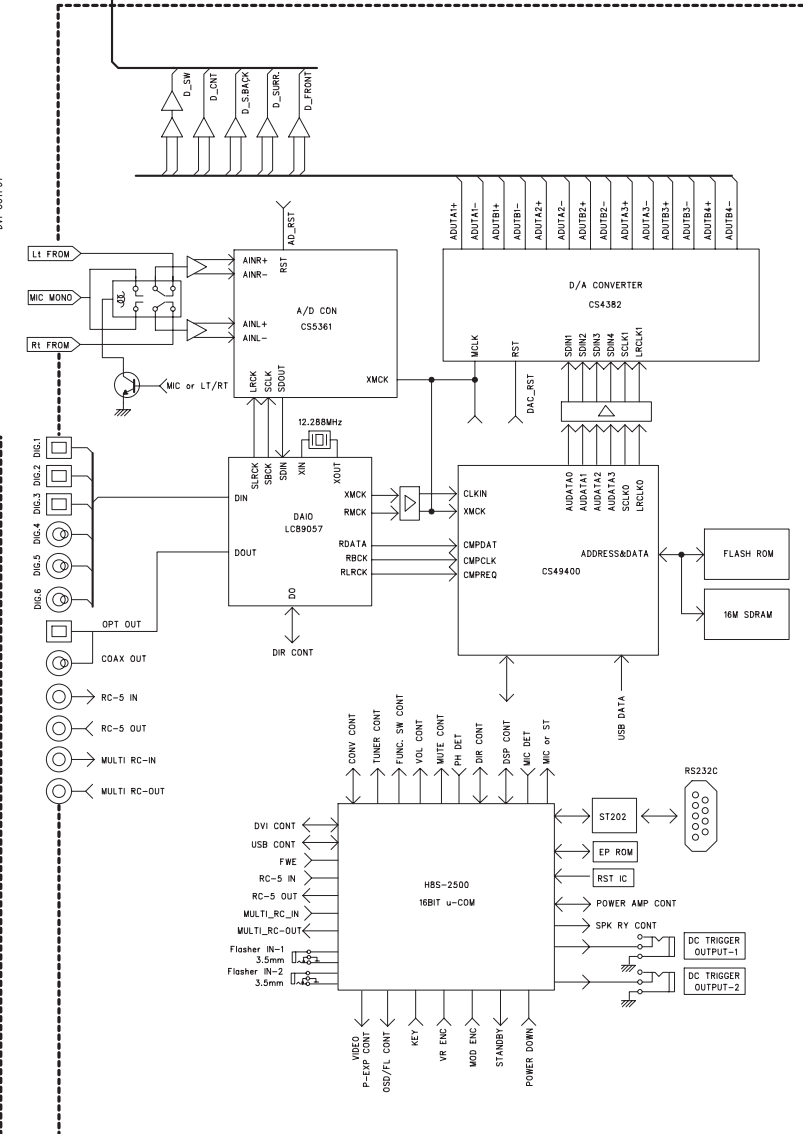 D_SW
D_CNT
D_S.BACK
D_SURR.
D_FRONT
AD_RST
ADUTA1+
ADUTA1-
ADUTB1+
ADUTB1-
ADUTA2+
ADUTA2-
ADUTB2+
ADUTB2-
ADUTA3+
ADUTA3-
ADUTB3+
ADUTB3-
ADUTB4+
ADUTB4-
Lt FROM
MIC MONO
Rt FROM
AINR+
AINR-
AINL+
AINL-
RST
A/D CON
CS5361
LRCK
SCLK
SDOUT
XMCK
MIC or LT/RT
D/A CONVERTER
CS4382
MCLK
RST
SDIN1
SDIN2
SDIN3
SDIN4
SCLK1
LRCLK1
DAC_RST
12.288MHz
DIG.1
DIG.2
DIG.3
DIG.4
DIG.5
DIG.6
SLRCK
SBCK
SDIN
XIN
XOUT
DIN
DOUT
DAIO
LC89057
XMCK
RMCK
RDATA
RBCK
RLRCK
DO
DIR CONT
CLKIN
XMCK
CMPDAT
CMPCLK
CMPREQ
AUDATA0
AUDATA1
AUDATA2
AUDATA3
SCLK0
LRCLK0
ADDRESS&DATA
CS49400
FLASH ROM
16M SDRAM
USB DATA
OPT OUT
COAX OUT
RC-5 IN
RC-5 OUT
MULTI RC-IN
MULTI RC-OUT
CONV CONT
TUNER CONT
FUNC. SW CONT
VOL CONT
MUTE CONT
PH DET
DIR CONT
DSP CONT
MIC DET
MIC or ST
RS232C
DVI CONT
USB CONT
FWE
RC-5 IN
RC-5 OUT
MULTI_RC_IN
MULTI_RC-OUT
Flasher IN-1
3.5mm
Flasher IN-2
3.5mm
H8S-2500
16BIT u-COM
ST202
EP ROM
RST IC
POWER AMP CONT
SPK RY CONT
DC TRIGGER
OUTPUT-1
DC TRIGGER
OUTPUT-2
VIDEO
P-EXP CONT
OSD/FL CONT
KEY
VR ENC
MOD ENC
STANDBY
POWER DOWN